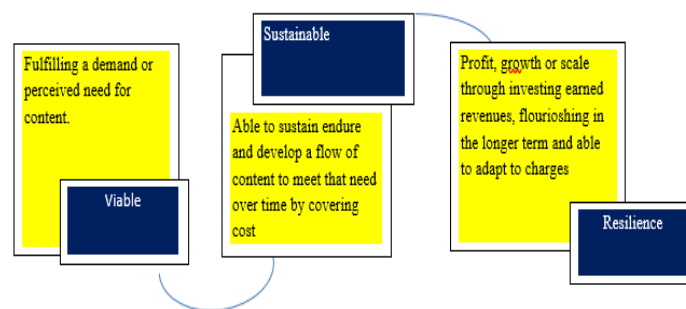 Fulfilling a demand or
perceived need for
content.
Viable
Sustainable
Able to sustain endure
and develop a flow of
content to meet that need
over time by covering
cost
Profit, growth or scale
through investing earned
revenues, flourioshing in
the longer term and able
to adapt to charges
Resilience